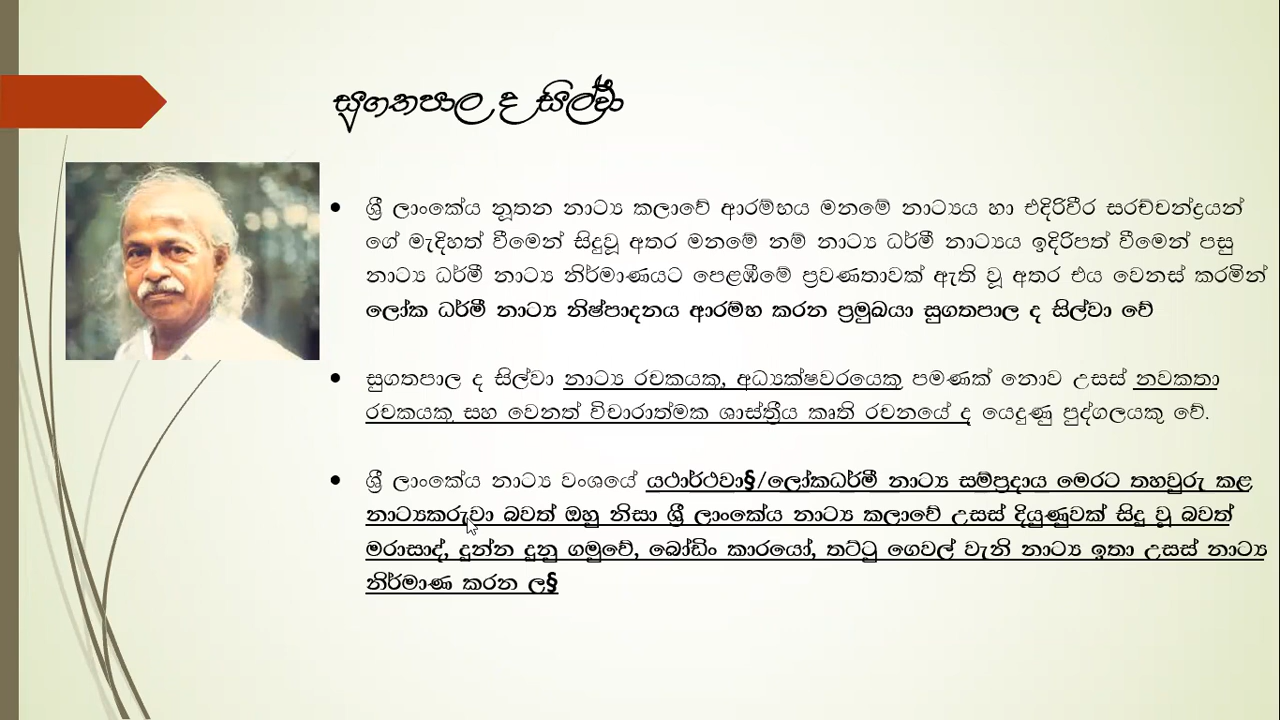 සුගතපාල ද සිල්වා
• ශ්‍රී ලාංකේය නූතන නාට්‍ය කලාවේ ආරම්භය මනමේ නාට්‍යය හා එදිරිවීර සරච්චන්ද්‍රයන්
ගේ මැදිහත් වීමෙන් සිදුවූ අතර මනමේ නම් නාට්‍ය ධර්මී නාට්‍යය ඉදිරිපත් වීමෙන් පසු
නාට්‍ය ධර්මී නාට්‍ය නිර්මාණයට පෙළඹීමේ ප්‍රවණතාවක් ඇති වූ අතර එය වෙනස් කරමින්
ලෝක ධර්මී නාට්‍ය නිෂ්පාදනය ආරම්භ කරන ප්‍රමුඛයා සුගතපාල ද සිල්වා වේ
• සුගතපාල ද සිල්වා නාට්‍ය රචකයකු, අධ්‍යක්ෂවරයෙකු පමණක් නොව උසස් නවකතා
රචකයකු සහ වෙනත් විචාරාත්මක ශාස්ත්‍රීය කෘති රචනයේ ද යෙදුණු පුද්ගලයකු වේ.
• ශ්‍රී ලාංකේය නාට්‍ය වංශයේ යථාර්ථවා§/ලෝකධර්මී නාට්‍ය සම්ප්‍රදාය මෙරට තහවුරු කළ
නාට්‍යකරුවා බවත් ඔහු නිසා ශ්‍රී ලාංකේය නාට්‍ය කලාවේ උසස් දියුණුවක් සිදු වූ බවත්
මරාසාද්, දුන්න දුනු ගමුවේ, බෝඩිං කාරයෝ, තට්ටු ගෙවල් වැනි නාට්‍ය ඉතා උසස් නාට්‍ය
නිර්මාණ කරන ල§